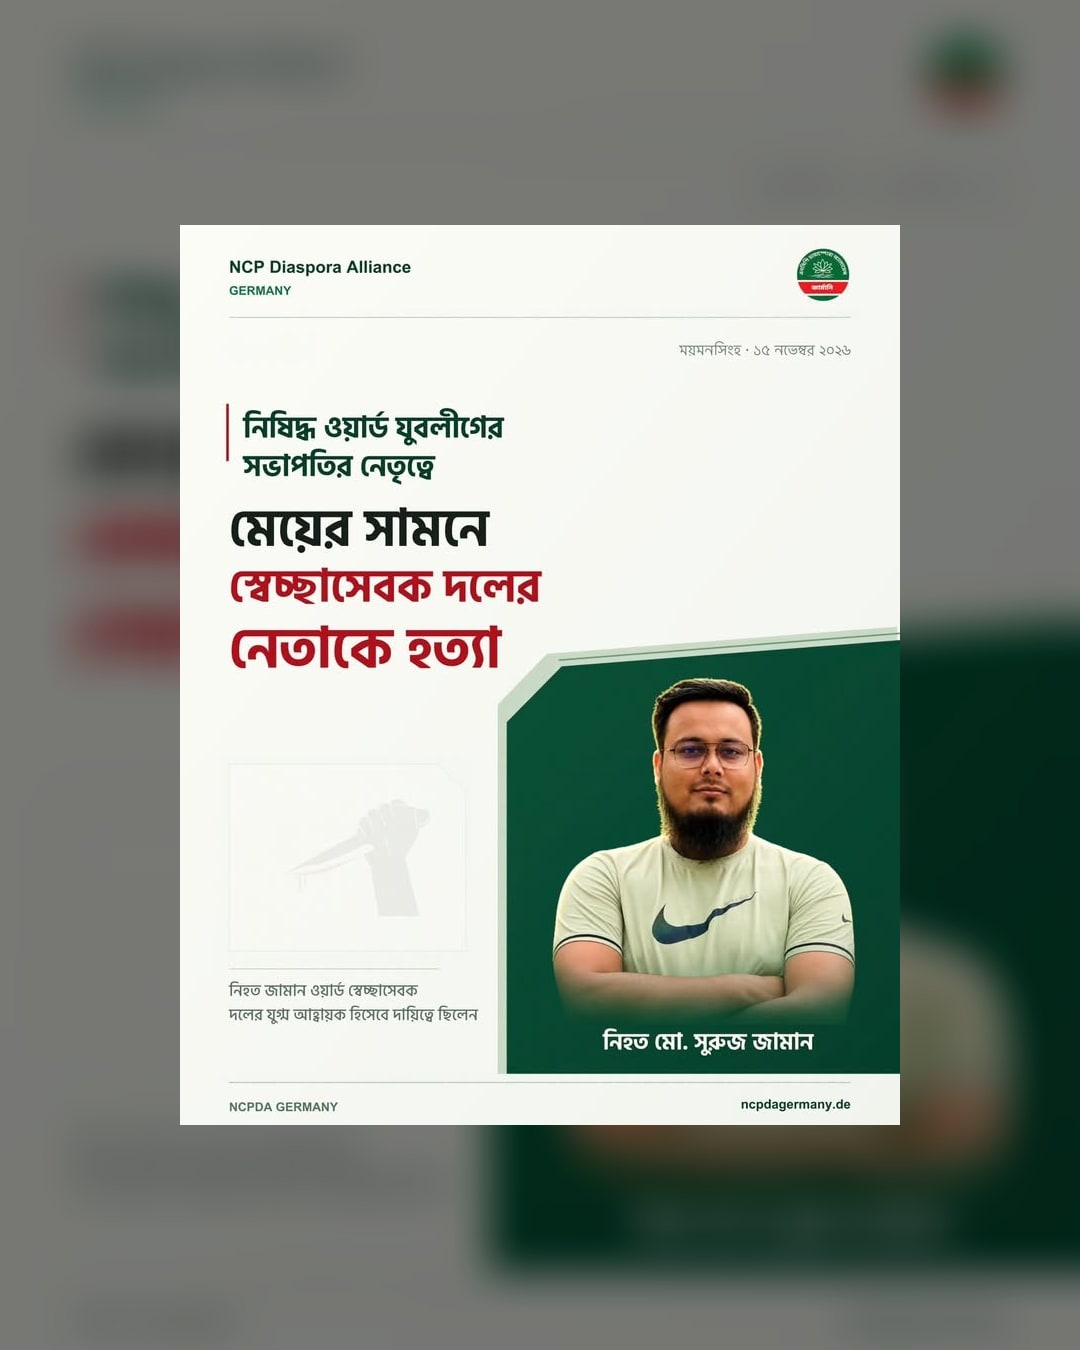 NCP Diaspora Alliance
GERMANY
জার্মানি
ময়মনসিংহ · ১৫ নভেম্বর ২০২৬
নিষিদ্ধ ওয়ার্ড যুবলীগের
সভাপতির নেতৃত্বে
মেয়ের সামনে
স্বেচ্ছাসেবক দলের
নেতাকে হত্যা
নিহত জামান ওয়ার্ড স্বেচ্ছাসেবক
দলের যুগ্ম আহ্বায়ক হিসেবে দায়িত্বে ছিলেন
নিহত মো. সুরুজ জামান
NCPDA GERMANY
ncpdagermany.de